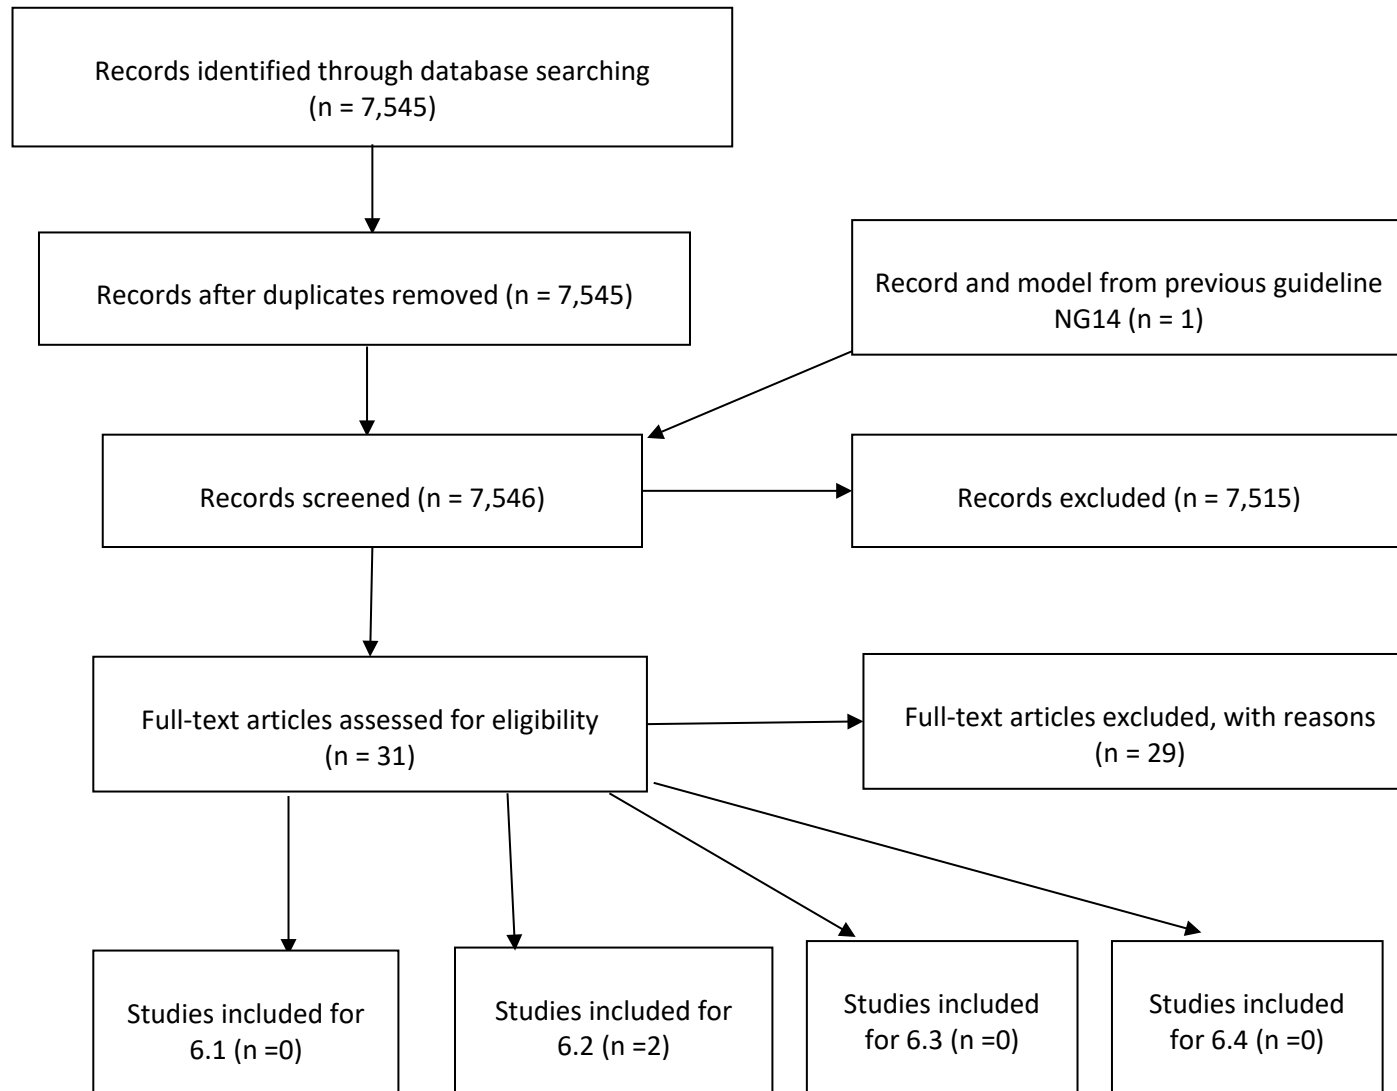 Records identified through database searching
(n = 7,545)
Records after duplicates removed (n = 7,545)
Record and model from previous guideline
NG14 (n = 1)
Records screened (n = 7,546)
Records excluded (n = 7,515)
Full-text articles assessed for eligibility
(n = 31)
Full-text articles excluded, with reasons
(n = 29)
Studies included for
6.1 (n =0)
Studies included for
6.2 (n =2)
Studies included
for 6.3 (n =0)
Studies included
for 6.4 (n =0)